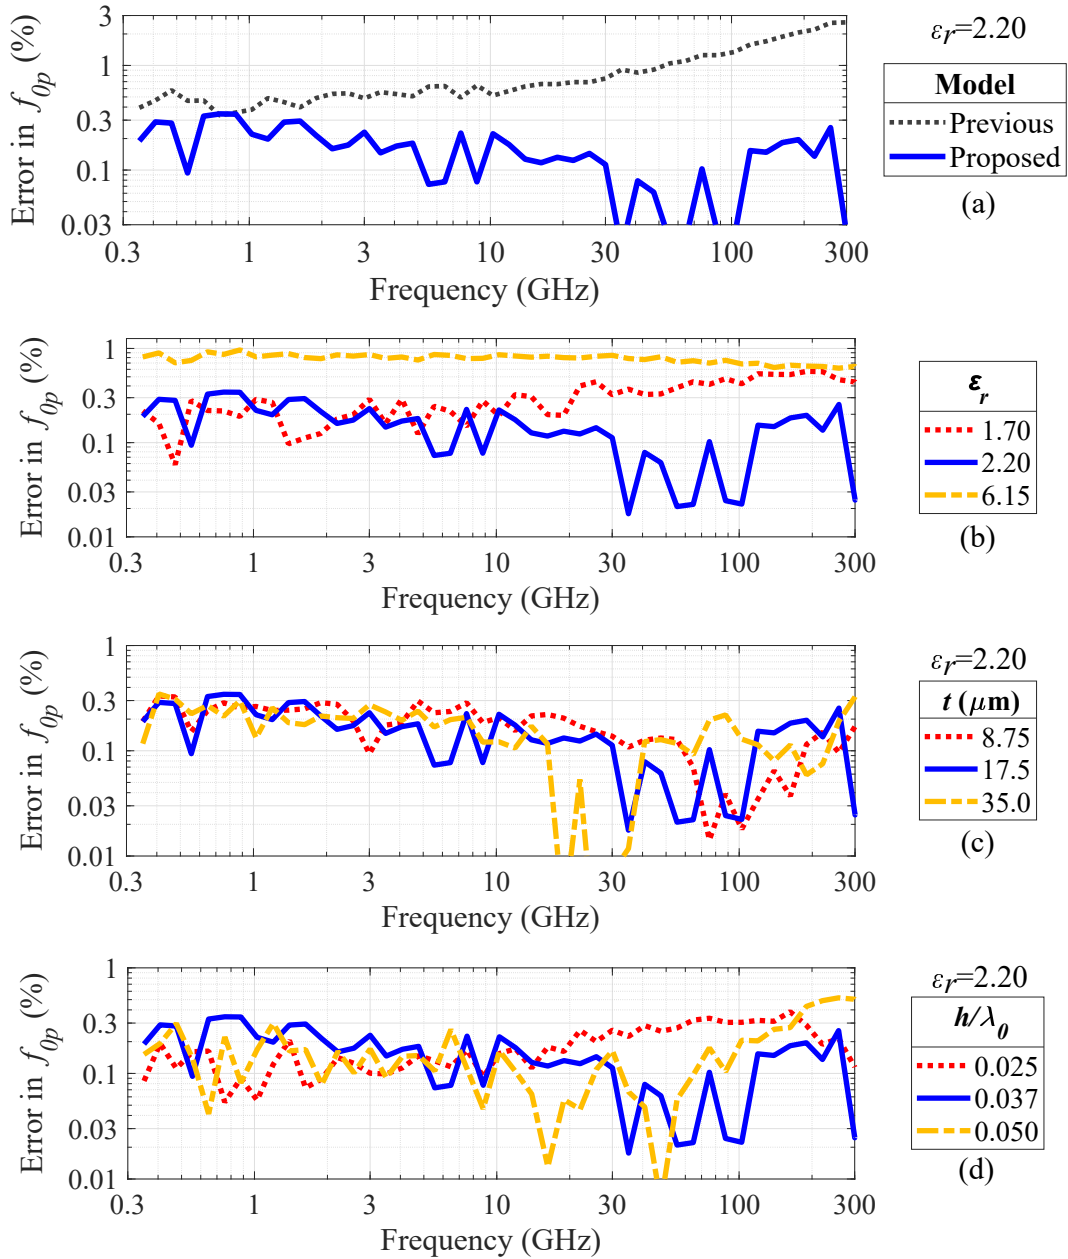 Error in f0p (%)
3
1
0.3
0.1
0.03
0.3 1 3 10 30 100 300
Frequency (GHz)
εr=2.20
Model
Previous
Proposed
(a)
Error in f0p (%)
1
0.3
0.1
0.03
0.01
0.3 1 3 10 30 100 300
Frequency (GHz)
εr
1.70
2.20
6.15
(b)
Error in f0p (%)
1
0.3
0.1
0.03
0.01
0.3 1 3 10 30 100 300
Frequency (GHz)
εr=2.20
t (μm)
8.75
17.5
35.0
(c)
Error in f0p (%)
1
0.3
0.1
0.03
0.01
0.3 1 3 10 30 100 300
Frequency (GHz)
εr=2.20
h/λ0
0.025
0.037
0.050
(d)